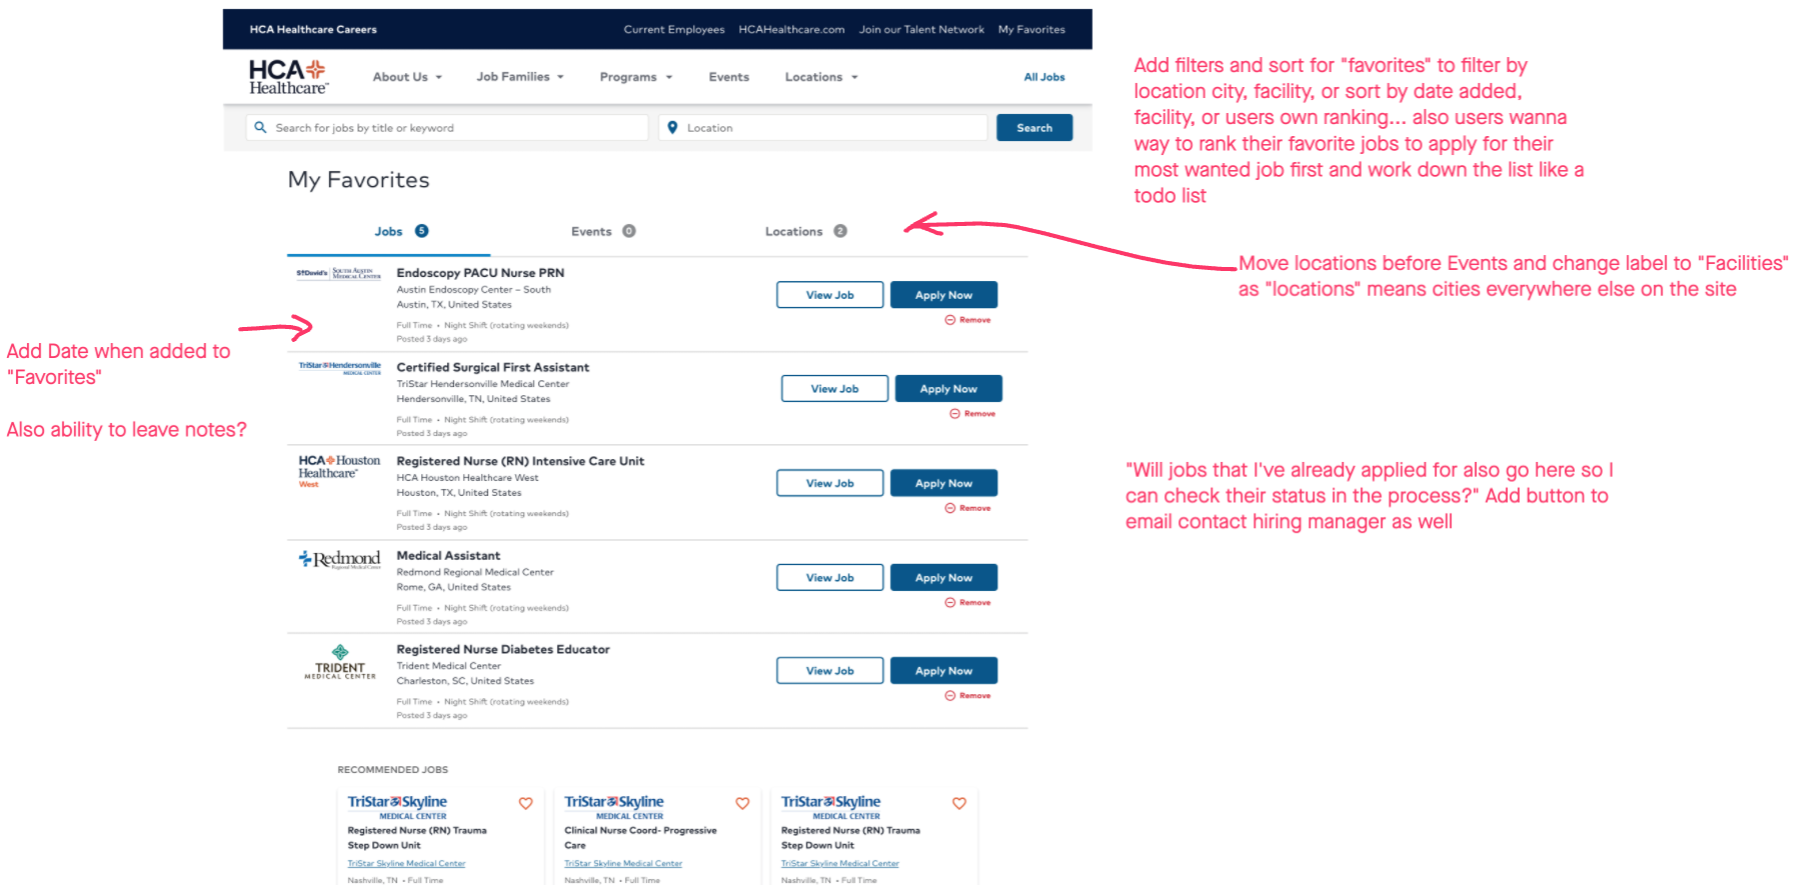 HCA Healthcare Careers
Current Employees HCAHealthcare.com Join our Talent Network My Favorites
HCA Healthcare™
About Us Job Families Programs Events Locations All Jobs
Search for jobs by title or keyword
Location
Search
My Favorites
Jobs 5
Events 0
Locations 2
St David's South Austin Medical Center
Endoscopy PACU Nurse PRN
Austin Endoscopy Center – South
Austin, TX, United States
Full Time • Night Shift (rotating weekends)
Posted 3 days ago
View Job
Apply Now
Remove
TriStar Hendersonville
MEDICAL CENTER
Certified Surgical First Assistant
TriStar Hendersonville Medical Center
Hendersonville, TN, United States
Full Time • Night Shift (rotating weekends)
Posted 3 days ago
View Job
Apply Now
Remove
HCA Houston
Healthcare™
West
Registered Nurse (RN) Intensive Care Unit
HCA Houston Healthcare West
Houston, TX, United States
Full Time • Night Shift (rotating weekends)
Posted 3 days ago
View Job
Apply Now
Remove
Redmond
Regional Medical Center
Medical Assistant
Redmond Regional Medical Center
Rome, GA, United States
Full Time • Night Shift (rotating weekends)
Posted 3 days ago
View Job
Apply Now
Remove
TRIDENT
MEDICAL CENTER
Registered Nurse Diabetes Educator
Trident Medical Center
Charleston, SC, United States
Full Time • Night Shift (rotating weekends)
Posted 3 days ago
View Job
Apply Now
Remove
RECOMMENDED JOBS
TriStar Skyline
MEDICAL CENTER
Registered Nurse (RN) Trauma
Step Down Unit
TriStar Skyline Medical Center
Nashville, TN • Full Time
TriStar Skyline
MEDICAL CENTER
Clinical Nurse Coord- Progressive
Care
TriStar Skyline Medical Center
Nashville, TN • Full Time
TriStar Skyline
MEDICAL CENTER
Registered Nurse (RN) Trauma
Step Down Unit
TriStar Skyline Medical Center
Nashville, TN • Full Time
Add Date when added to
"Favorites"
Also ability to leave notes?
Add filters and sort for "favorites" to filter by
location city, facility, or sort by date added,
facility, or users own ranking... also users wanna
way to rank their favorite jobs to apply for their
most wanted job first and work down the list like a
todo list
Move locations before Events and change label to "Facilities"
as "locations" means cities everywhere else on the site
"Will jobs that I've already applied for also go here so I
can check their status in the process?" Add button to
email contact hiring manager as well